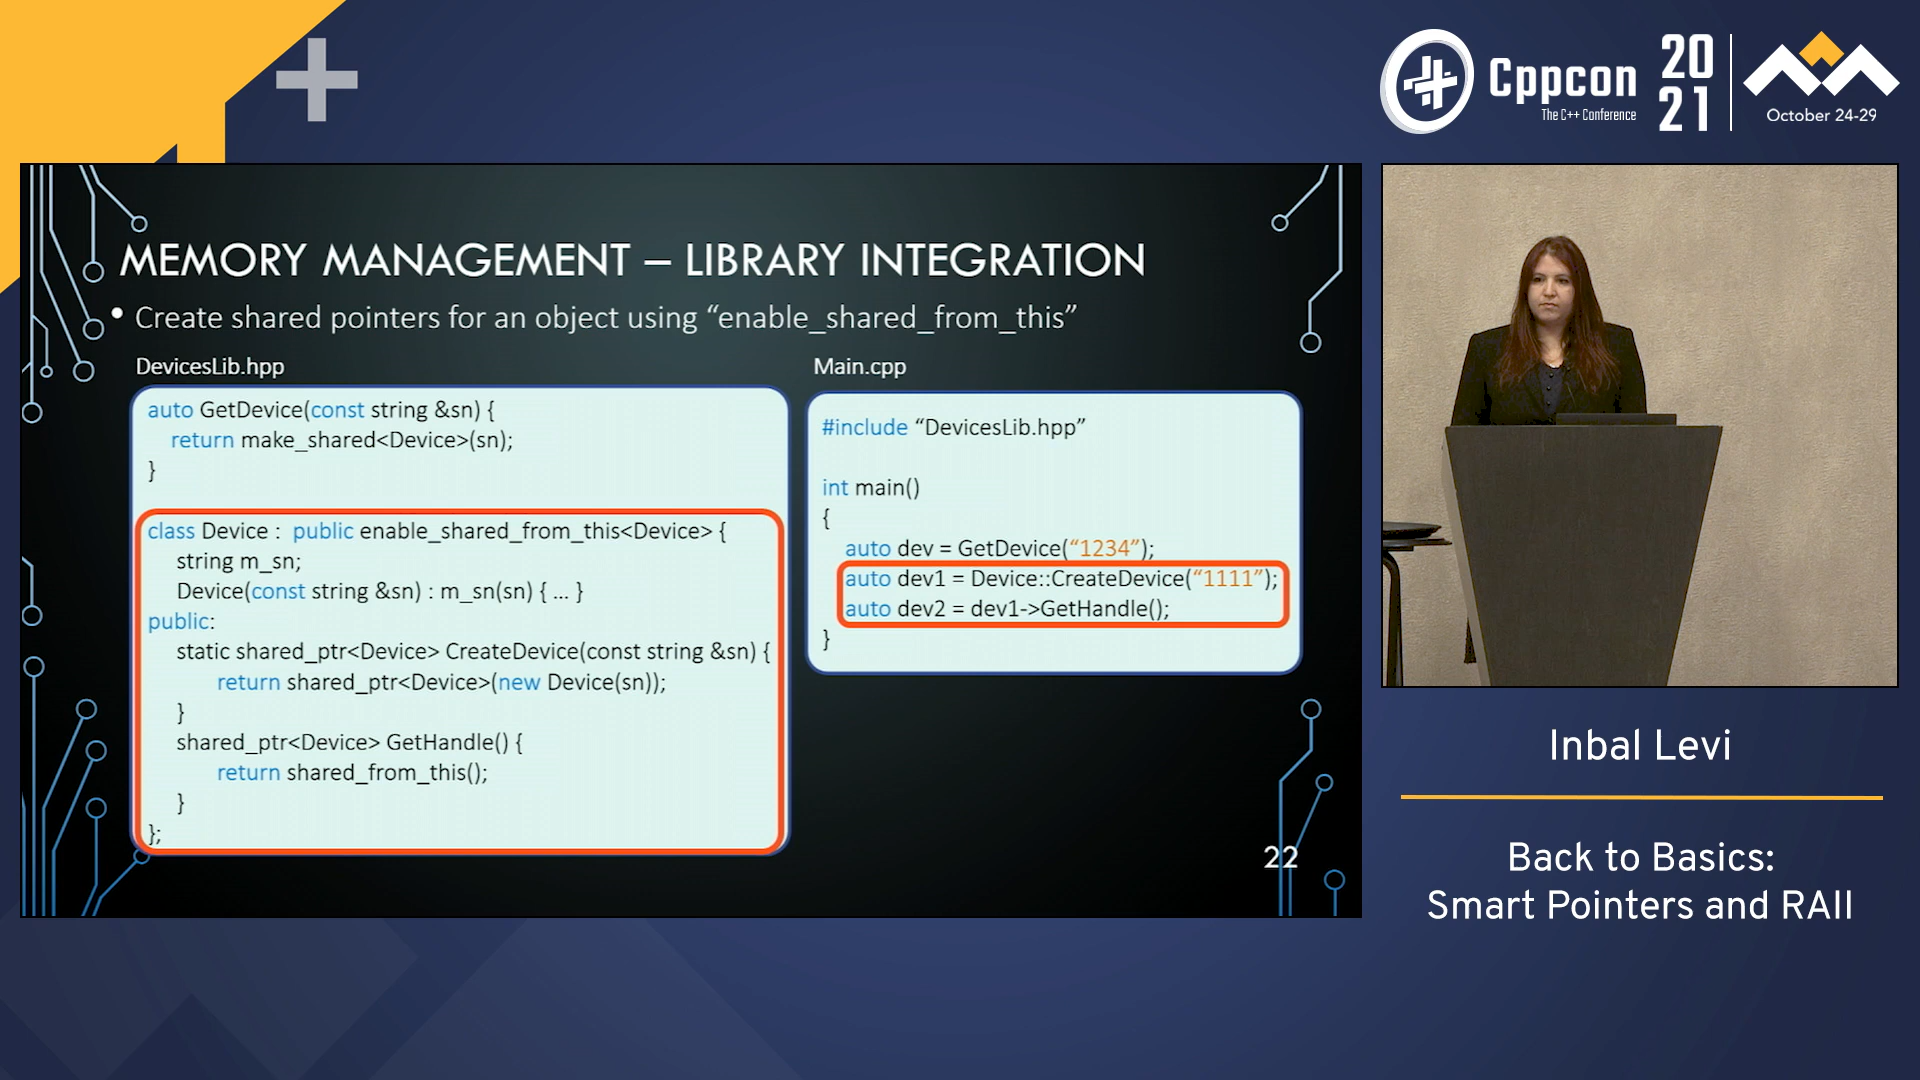 Cppcon
The C++ Conference
20
21
October 24-29
MEMORY MANAGEMENT – LIBRARY INTEGRATION
• Create shared pointers for an object using “enable_shared_from_this”
DevicesLib.hpp
auto GetDevice(const string &sn) {
return make_shared<Device>(sn);
}
class Device : public enable_shared_from_this<Device> {
string m_sn;
Device(const string &sn) : m_sn(sn) { ... }
public:
static shared_ptr<Device> CreateDevice(const string &sn) {
return shared_ptr<Device>(new Device(sn));
}
shared_ptr<Device> GetHandle() {
return shared_from_this();
}
};
Main.cpp
#include “DevicesLib.hpp”
int main()
{
auto dev = GetDevice(“1234”);
auto dev1 = Device::CreateDevice(“1111”);
auto dev2 = dev1->GetHandle();
}
22
Inbal Levi
Back to Basics:
Smart Pointers and RAII